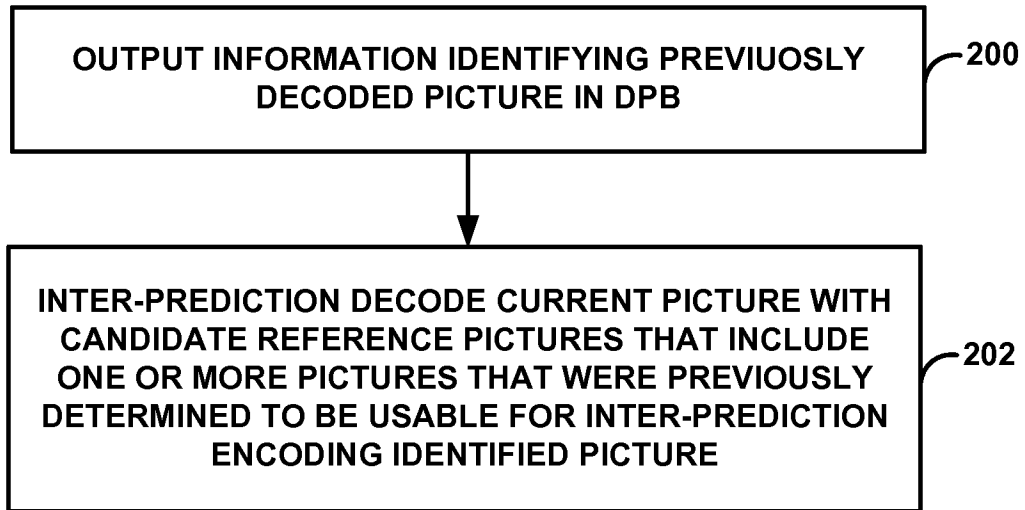 OUTPUT INFORMATION IDENTIFYING PREVIUOSLY
DECODED PICTURE IN DPB
200
INTER-PREDICTION DECODE CURRENT PICTURE WITH
CANDIDATE REFERENCE PICTURES THAT INCLUDE
ONE OR MORE PICTURES THAT WERE PREVIOUSLY
DETERMINED TO BE USABLE FOR INTER-PREDICTION
ENCODING IDENTIFIED PICTURE
202